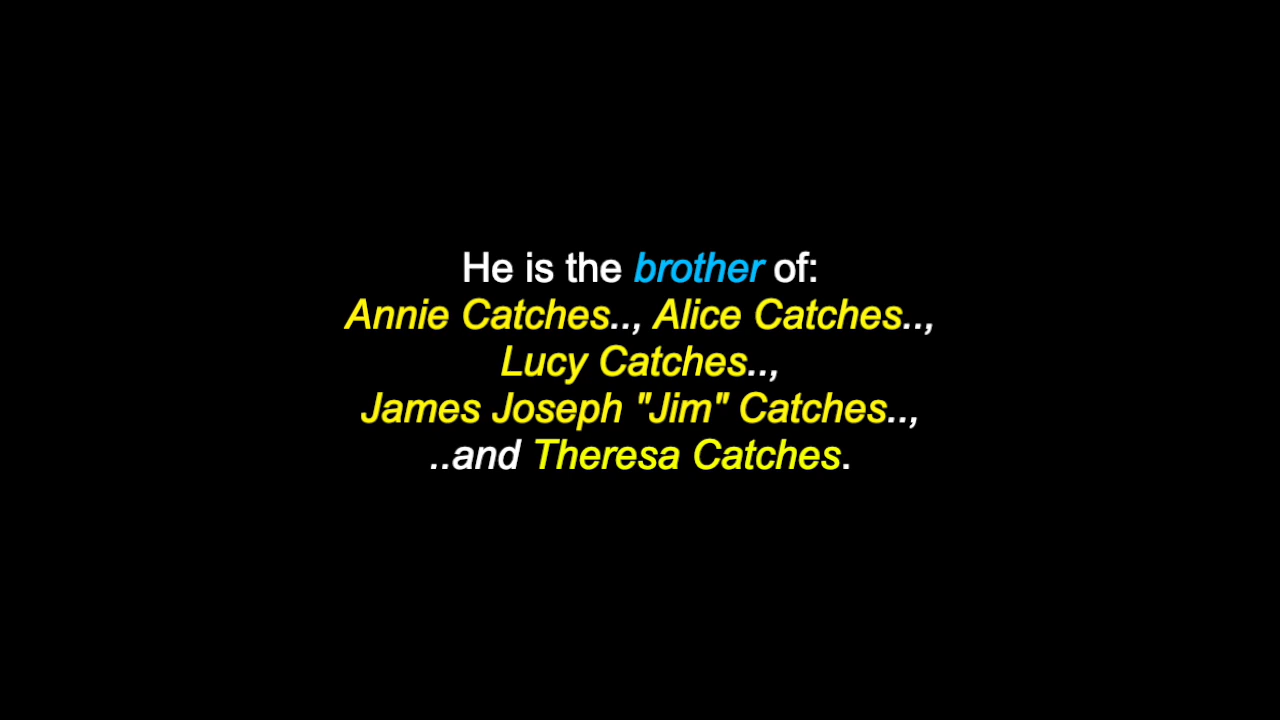 He is the brother of:
Annie Catches.., Alice Catches..,
Lucy Catches..,
James Joseph "Jim" Catches..,
..and Theresa Catches.